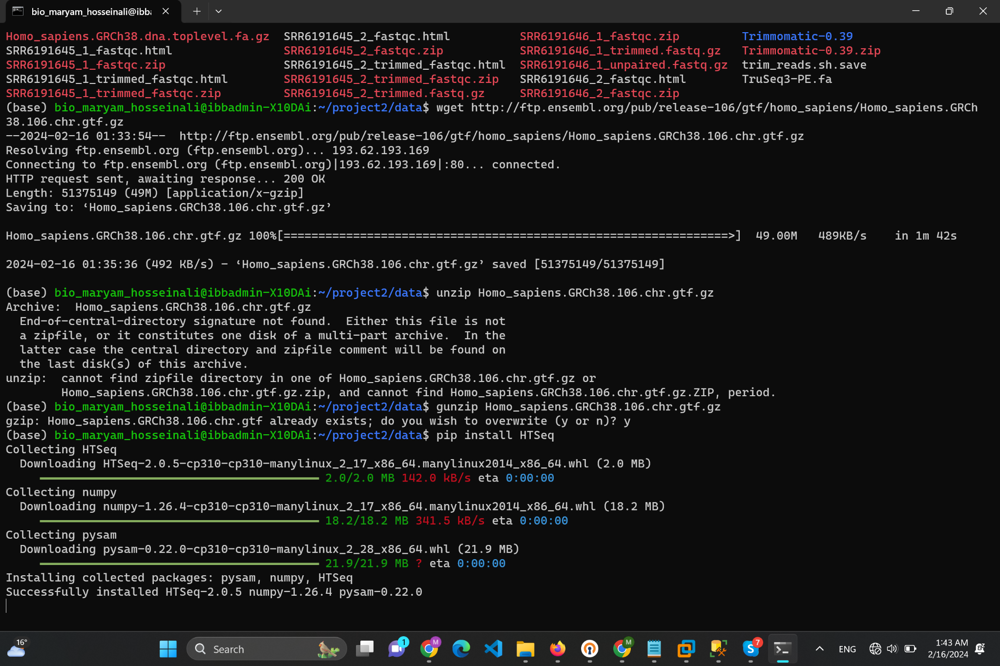 bio_maryam_hosseinali@ibb
Homo_sapiens.GRCh38.dna.toplevel.fa.gz  SRR6191645_2_fastqc.html          SRR6191646_1_fastqc.zip         Trimmomatic-0.39
SRR6191645_1_fastqc.html                SRR6191645_2_fastqc.zip           SRR6191646_1_trimmed.fastq.gz   Trimmomatic-0.39.zip
SRR6191645_1_fastqc.zip                 SRR6191645_2_trimmed_fastqc.html  SRR6191646_1_unpaired.fastq.gz  trim_reads.sh.save
SRR6191645_1_trimmed_fastqc.html        SRR6191645_2_trimmed_fastqc.zip   SRR6191646_2_fastqc.html        TruSeq3-PE.fa
SRR6191645_1_trimmed_fastqc.zip         SRR6191645_2_trimmed.fastq.gz     SRR6191646_2_fastqc.zip
(base) bio_maryam_hosseinali@ibbadmin-X10DAi:~/project2/data$ wget http://ftp.ensembl.org/pub/release-106/gtf/homo_sapiens/Homo_sapiens.GRCh
38.106.chr.gtf.gz
--2024-02-16 01:33:54--  http://ftp.ensembl.org/pub/release-106/gtf/homo_sapiens/Homo_sapiens.GRCh38.106.chr.gtf.gz
Resolving ftp.ensembl.org (ftp.ensembl.org)... 193.62.193.169
Connecting to ftp.ensembl.org (ftp.ensembl.org)|193.62.193.169|:80... connected.
HTTP request sent, awaiting response... 200 OK
Length: 51375149 (49M) [application/x-gzip]
Saving to: ‘Homo_sapiens.GRCh38.106.chr.gtf.gz’
Homo_sapiens.GRCh38.106.chr.gtf.gz 100%[================================================================>]  49.00M   489KB/s    in 1m 42s
2024-02-16 01:35:36 (492 KB/s) - ‘Homo_sapiens.GRCh38.106.chr.gtf.gz’ saved [51375149/51375149]
(base) bio_maryam_hosseinali@ibbadmin-X10DAi:~/project2/data$ unzip Homo_sapiens.GRCh38.106.chr.gtf.gz
Archive:  Homo_sapiens.GRCh38.106.chr.gtf.gz
  End-of-central-directory signature not found.  Either this file is not
  a zipfile, or it constitutes one disk of a multi-part archive.  In the
  latter case the central directory and zipfile comment will be found on
  the last disk(s) of this archive.
unzip:  cannot find zipfile directory in one of Homo_sapiens.GRCh38.106.chr.gtf.gz or
        Homo_sapiens.GRCh38.106.chr.gtf.gz.zip, and cannot find Homo_sapiens.GRCh38.106.chr.gtf.gz.ZIP, period.
(base) bio_maryam_hosseinali@ibbadmin-X10DAi:~/project2/data$ gunzip Homo_sapiens.GRCh38.106.chr.gtf.gz
gzip: Homo_sapiens.GRCh38.106.chr.gtf already exists; do you wish to overwrite (y or n)? y
(base) bio_maryam_hosseinali@ibbadmin-X10DAi:~/project2/data$ pip install HTSeq
Collecting HTSeq
  Downloading HTSeq-2.0.5-cp310-cp310-manylinux_2_17_x86_64.manylinux2014_x86_64.whl (2.0 MB)
2.0/2.0 MB 142.0 kB/s eta 0:00:00
Collecting numpy
  Downloading numpy-1.26.4-cp310-cp310-manylinux_2_17_x86_64.manylinux2014_x86_64.whl (18.2 MB)
18.2/18.2 MB 341.5 kB/s eta 0:00:00
Collecting pysam
  Downloading pysam-0.22.0-cp310-cp310-manylinux_2_28_x86_64.whl (21.9 MB)
21.9/21.9 MB ? eta 0:00:00
Installing collected packages: pysam, numpy, HTSeq
Successfully installed HTSeq-2.0.5 numpy-1.26.4 pysam-0.22.0
16°
Search
1
M
M
7
ENG
1:43 AM
2/16/2024